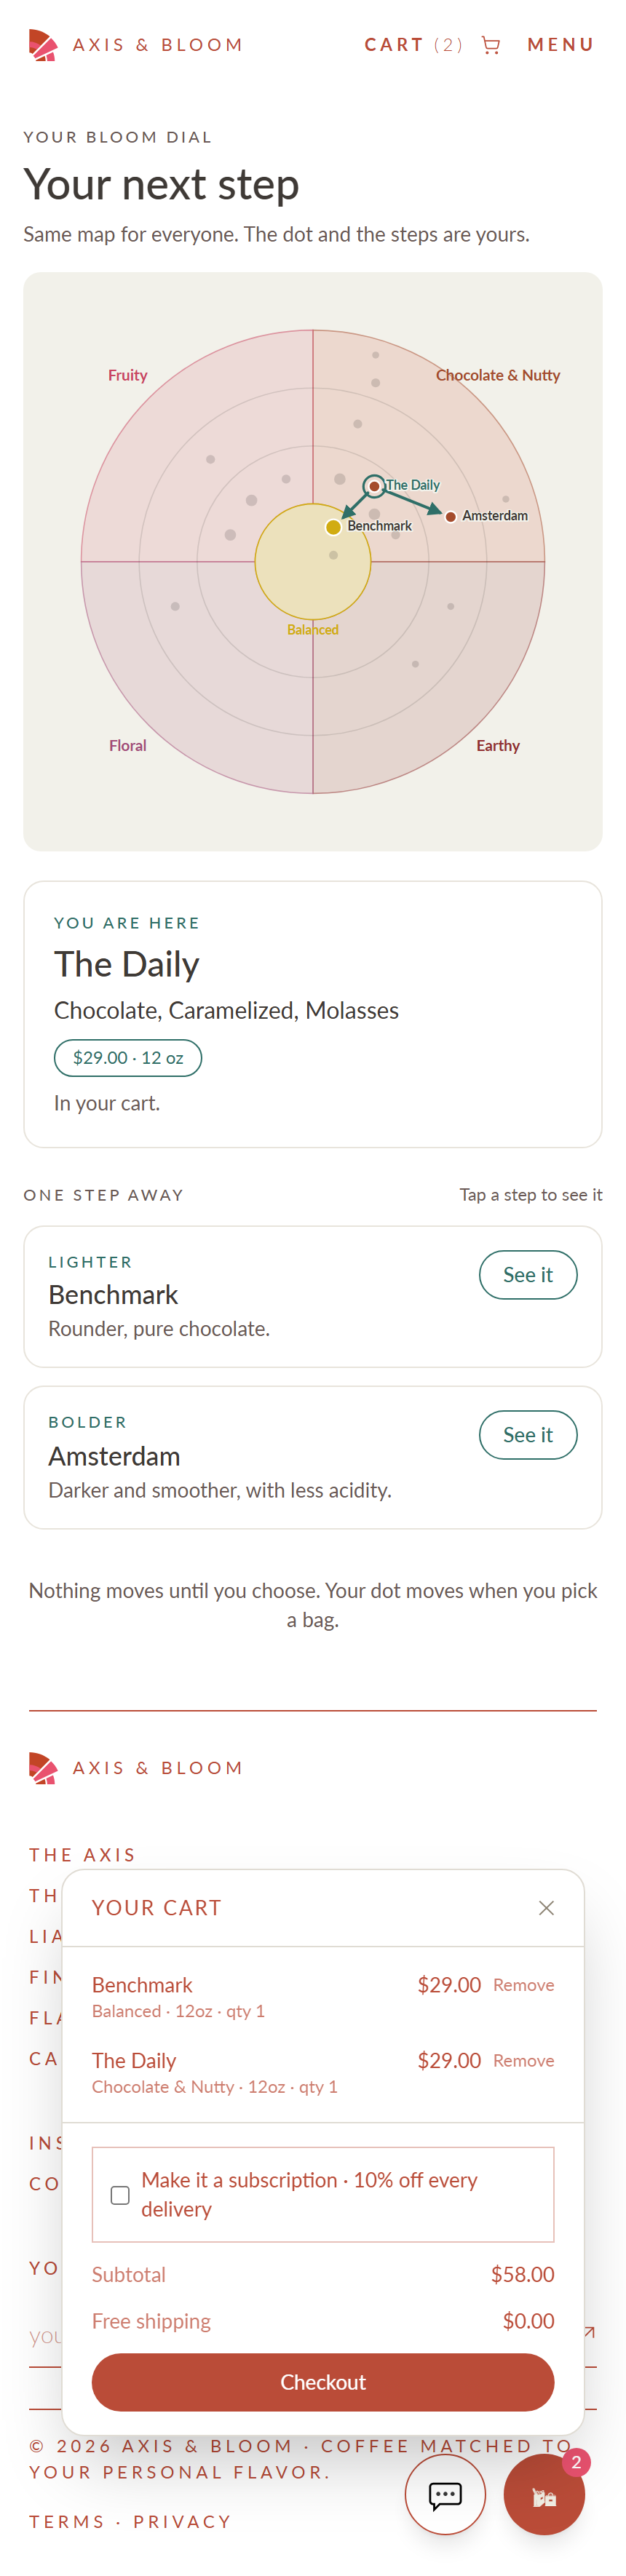 AXIS & BLOOM
CART (2)
MENU
YOUR BLOOM DIAL
Your next step
Same map for everyone. The dot and the steps are yours.
Fruity
Chocolate & Nutty
The Daily
Amsterdam
Benchmark
Balanced
Floral
Earthy
YOU ARE HERE
The Daily
Chocolate, Caramelized, Molasses
$29.00 · 12 oz
In your cart.
ONE STEP AWAY
Tap a step to see it
LIGHTER
Benchmark
Rounder, pure chocolate.
See it
BOLDER
Amsterdam
Darker and smoother, with less acidity.
See it
Nothing moves until you choose. Your dot moves when you pick
a bag.
AXIS & BLOOM
THE AXIS
YOUR CART
Benchmark
$29.00 Remove
Balanced · 12oz · qty 1
The Daily
$29.00 Remove
Chocolate & Nutty · 12oz · qty 1
Make it a subscription · 10% off every
delivery
Subtotal
$58.00
Free shipping
$0.00
Checkout
© 2026 AXIS & BLOOM · COFFEE MATCHED TO
YOUR PERSONAL FLAVOR.
2
TERMS · PRIVACY